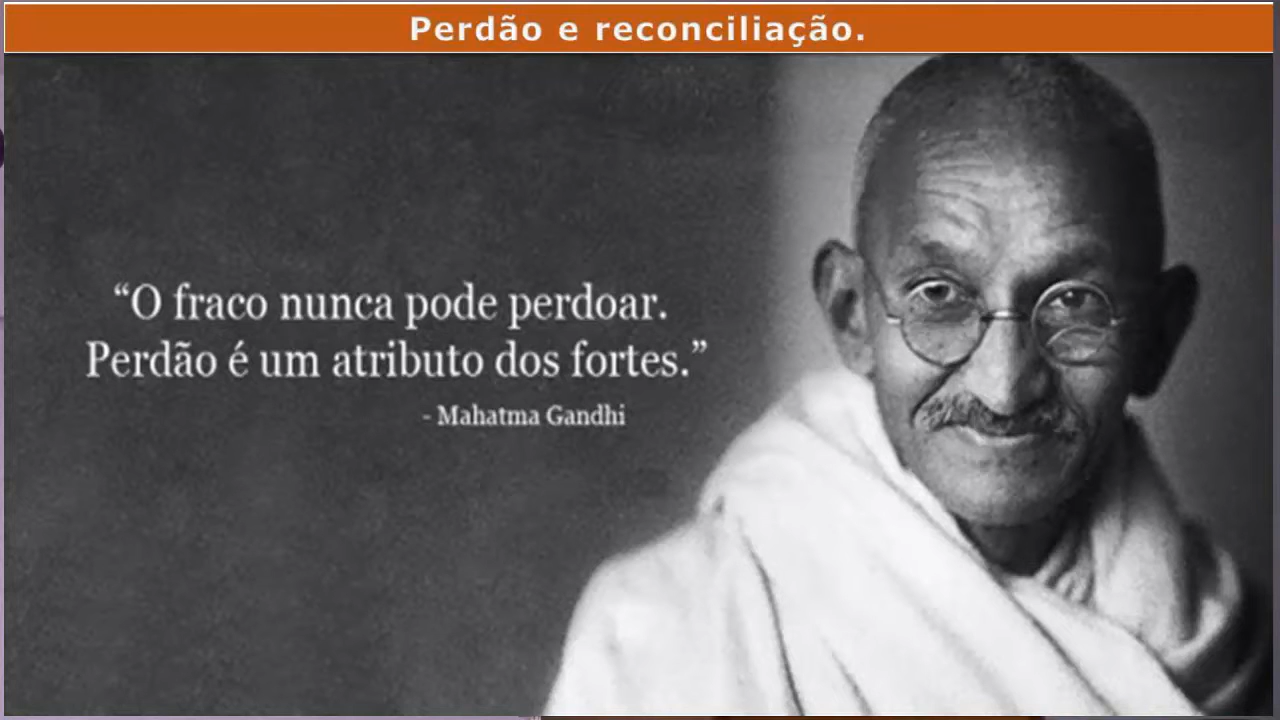 Perdão e reconciliação.
“O fraco nunca pode perdoar.
Perdão é um atributo dos fortes.”
- Mahatma Gandhi